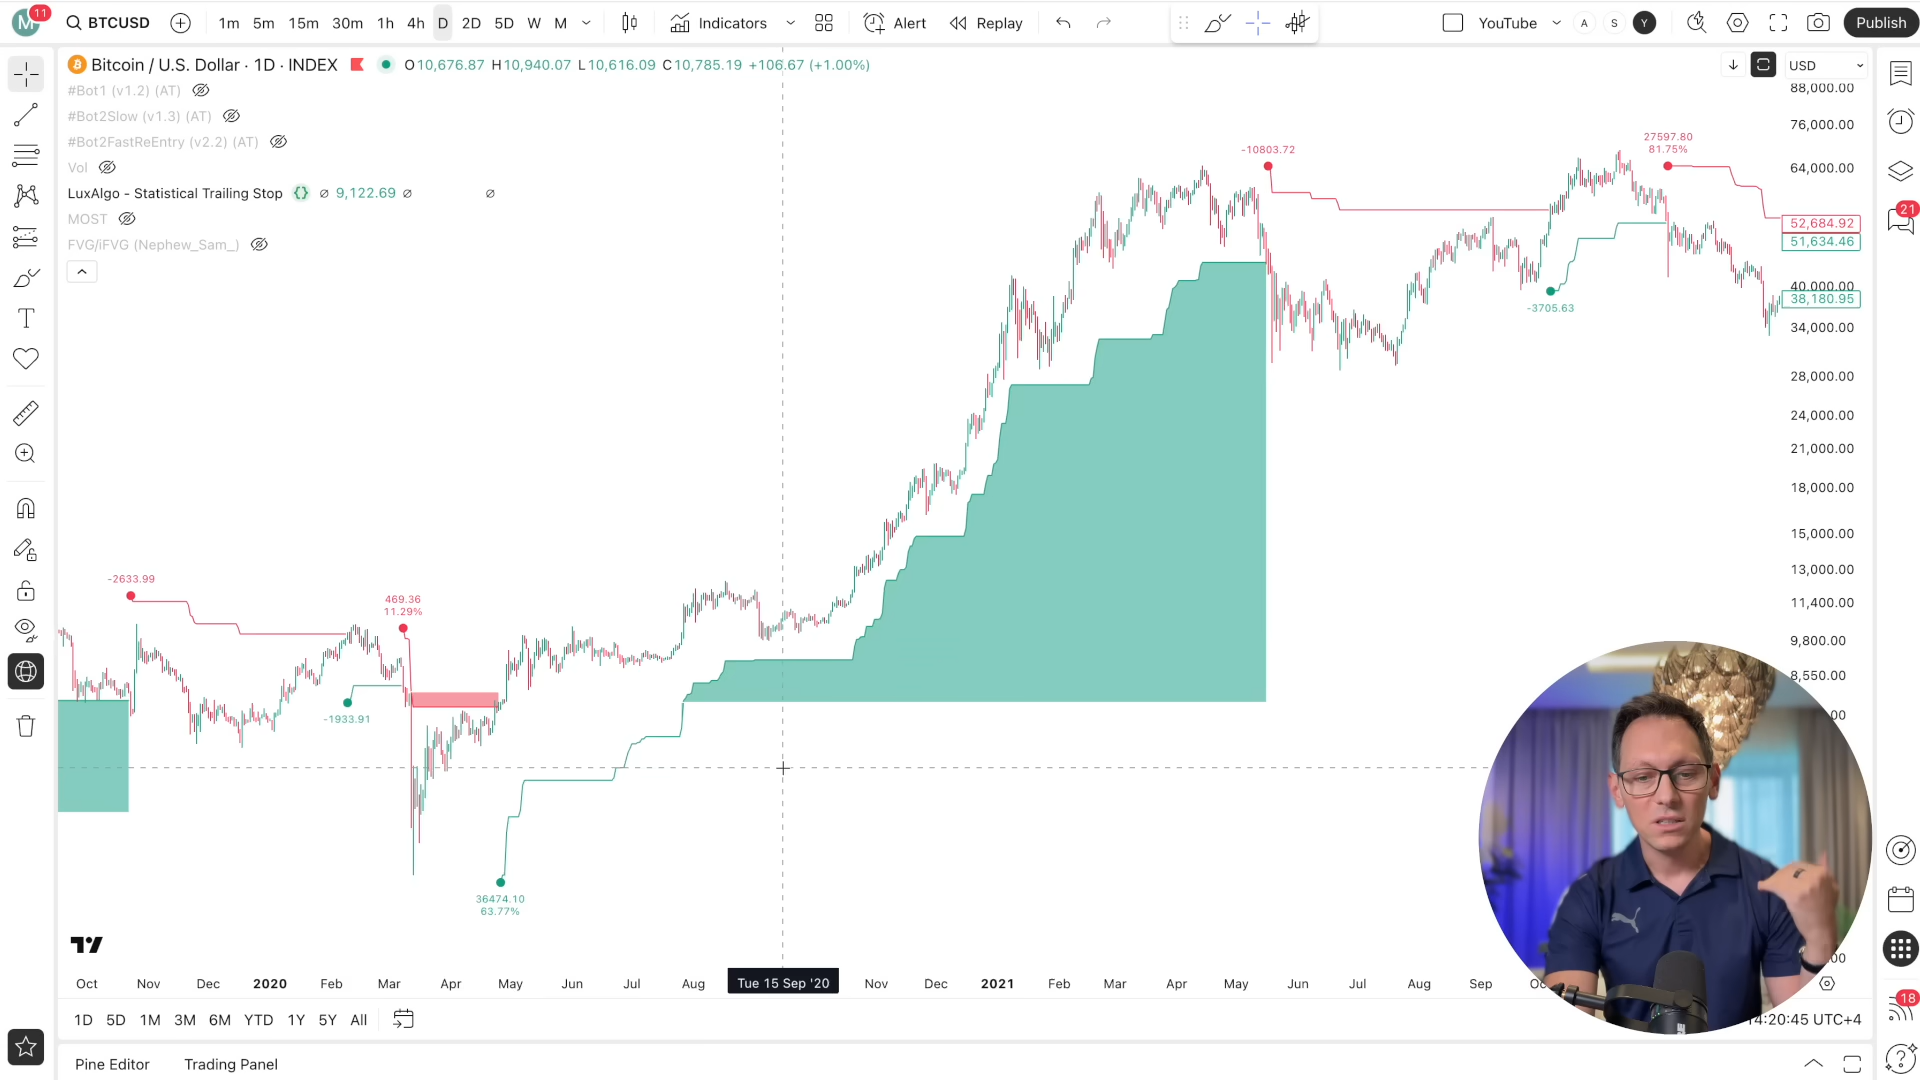 M 11 BTCUSD 1m 5m 15m 30m 1h 4h D 2D 5D W M Indicators Alert Replay YouTube A S Y Publish
Bitcoin / U.S. Dollar · 1D · INDEX O10,676.87 H10,940.07 L10,616.09 C10,785.19 +106.67 (+1.00%) USD
#Bot1 (v1.2) (AT)
#Bot2Slow (v1.3) (AT)
#Bot2FastReEntry (v2.2) (AT)
Vol
LuxAlgo - Statistical Trailing Stop {} ∅ 9,122.69 ∅ ∅
MOST
FVG/iFVG (Nephew_Sam_)
88,000.00
76,000.00
64,000.00
52,684.92
51,634.46
40,000.00
38,180.95
34,000.00
28,000.00
24,000.00
21,000.00
18,000.00
15,000.00
13,000.00
11,400.00
9,800.00
8,550.00
21
18
-10803.72
27597.80
81.75%
-3705.63
-2633.99
469.36
11.29%
-1933.91
36474.10
63.77%
Oct Nov Dec 2020 Feb Mar Apr May Jun Jul Aug Tue 15 Sep '20 Nov Dec 2021 Feb Mar Apr May Jun Jul Aug Sep
1D 5D 1M 3M 6M YTD 1Y 5Y All 14:20:45 UTC+4
Pine Editor Trading Panel